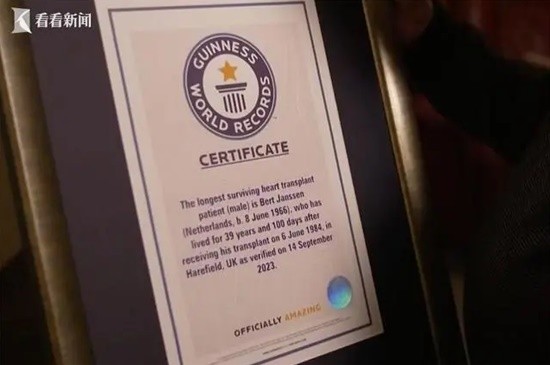 看看新闻
GUINNESS
WORLD RECORDS
CERTIFICATE
The longest surviving heart transplant
patient (male) is Bert Janssen
(Netherlands, b. 8 June 1966), who has
lived for 39 years and 100 days after
receiving his transplant on 6 June 1984, in
Harefield, UK as verified on 14 September
2023.
OFFICIALLY AMAZING